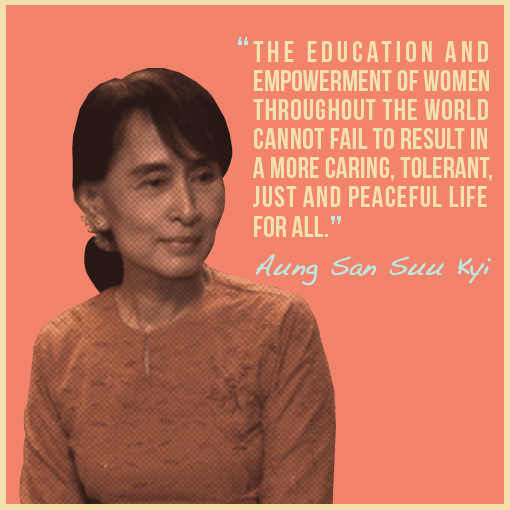 “THE EDUCATION AND
EMPOWERMENT OF WOMEN
THROUGHOUT THE WORLD
CANNOT FAIL TO RESULT IN
A MORE CARING, TOLERANT,
JUST AND PEACEFUL LIFE
FOR ALL.”
Aung San Suu Kyi